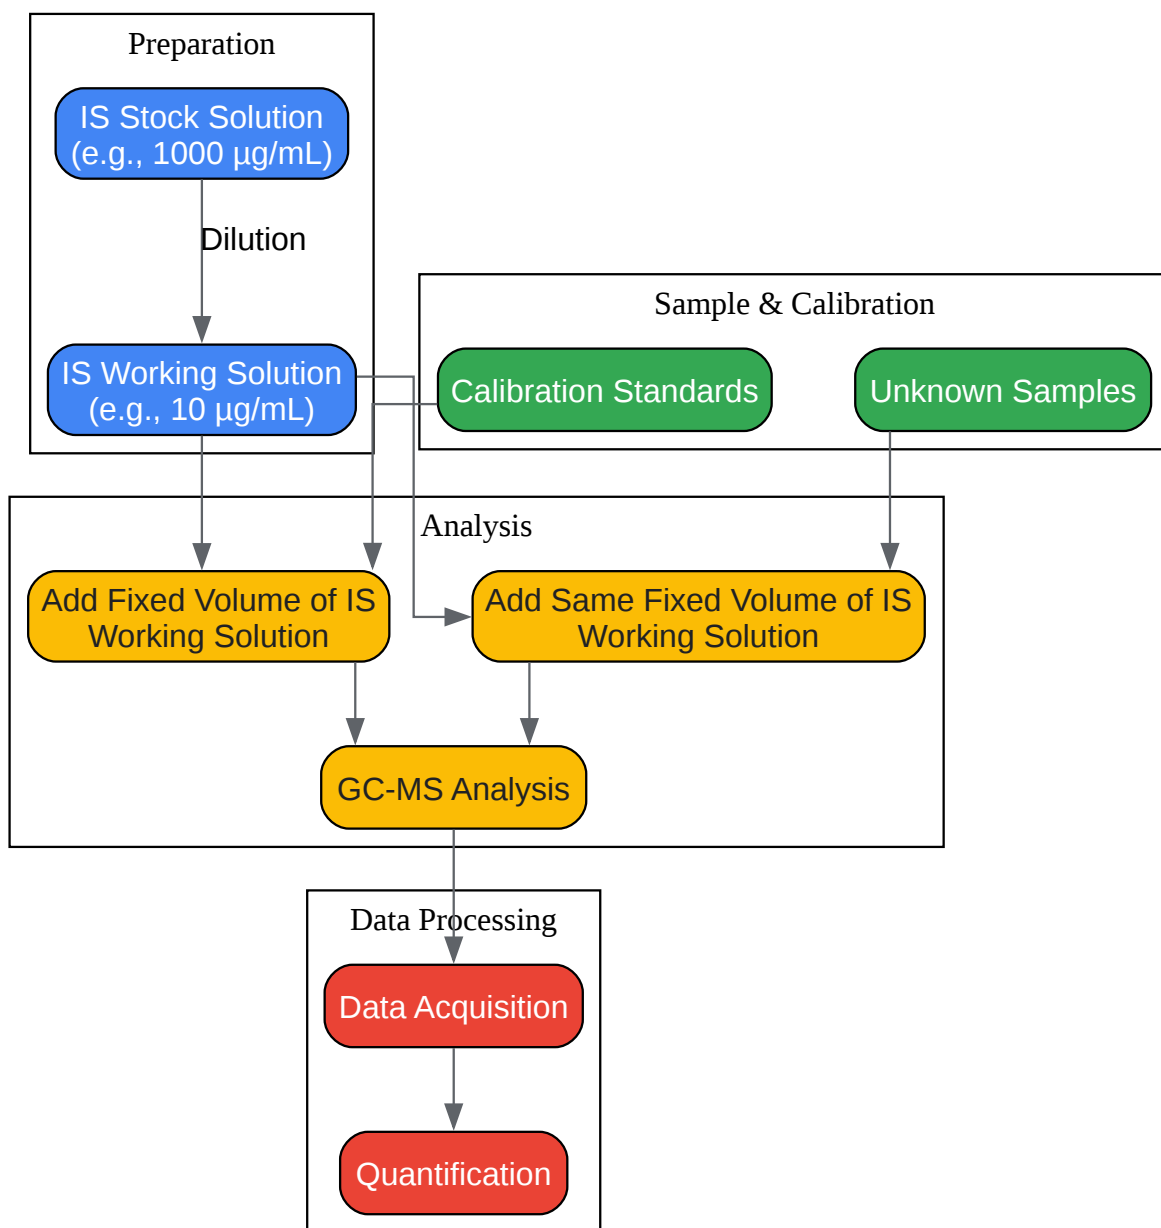 Preparation
IS Stock Solution
(e.g., 1000 µg/mL)
Dilution
IS Working Solution
(e.g., 10 µg/mL)
Sample & Calibration
Calibration Standards
Unknown Samples
Analysis
Add Fixed Volume of IS
Working Solution
Add Same Fixed Volume of IS
Working Solution
GC-MS Analysis
Data Processing
Data Acquisition
Quantification